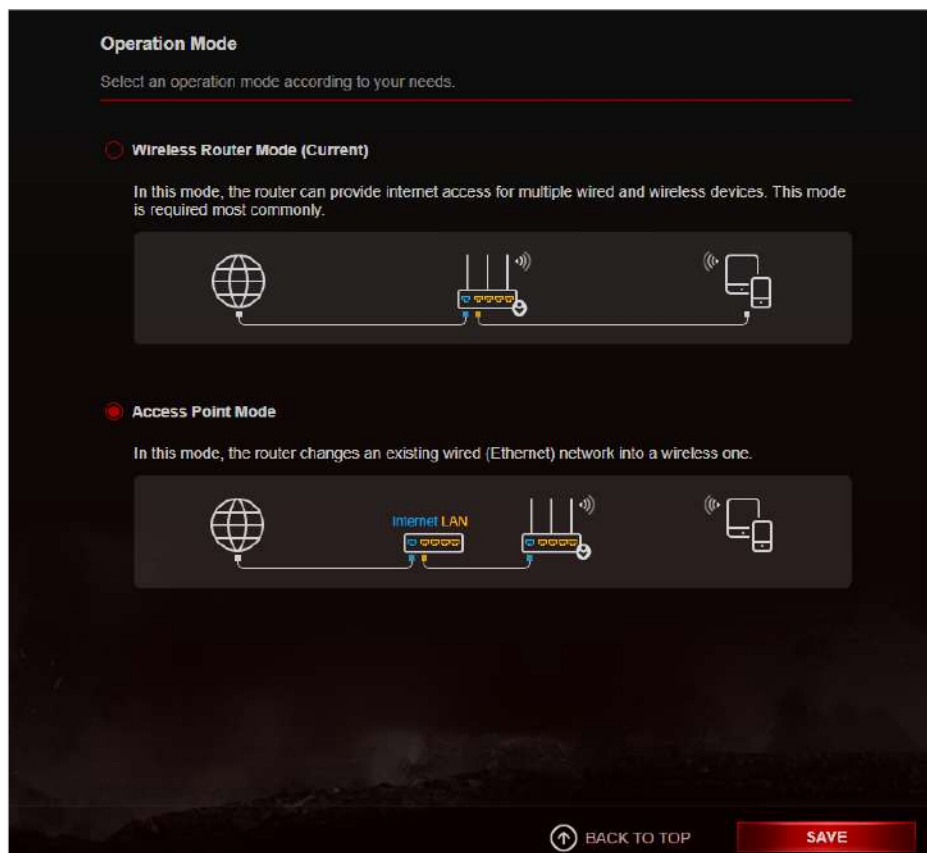 Operation Mode
Select an operation mode according to your needs.
Wireless Router Mode (Current)
In this mode, the router can provide internet access for multiple wired and wireless devices. This mode
is required most commonly.
Access Point Mode
In this mode, the router changes an existing wired (Ethernet) network into a wireless one.
Internet LAN
BACK TO TOP
SAVE